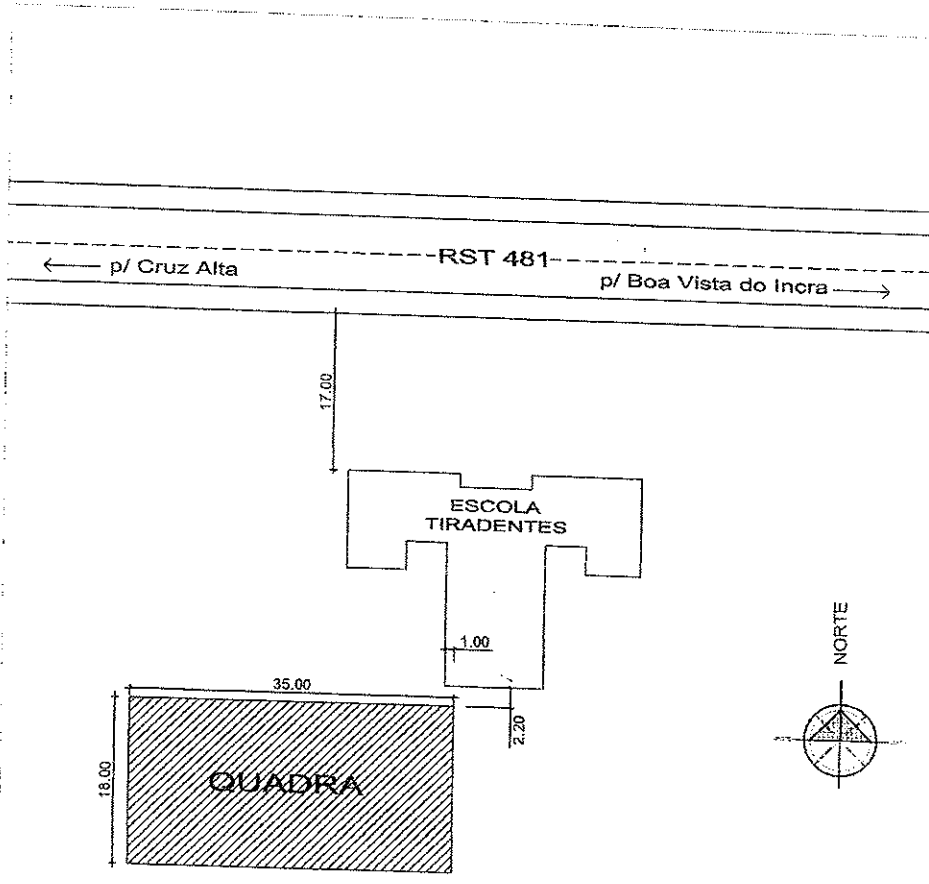 RST 481
p/ Cruz Alta
p/ Boa Vista do Incra
17.00
ESCOLA
TIRADENTES
1.00
NORTE
35.00
2.20
18.00
QUADRA